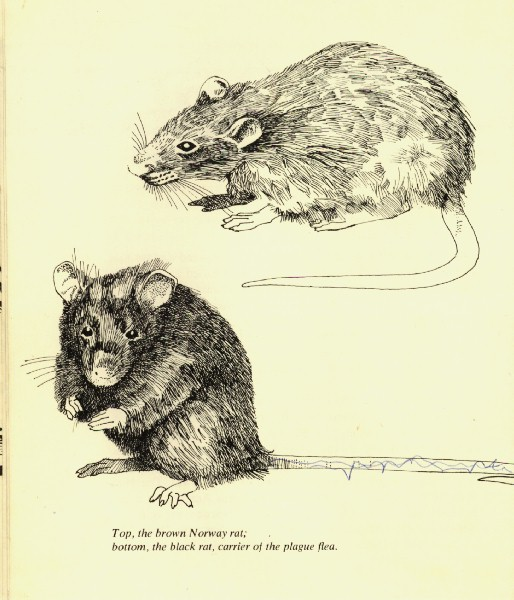 Top, the brown Norway rat;
bottom, the black rat, carrier of the plague flea.